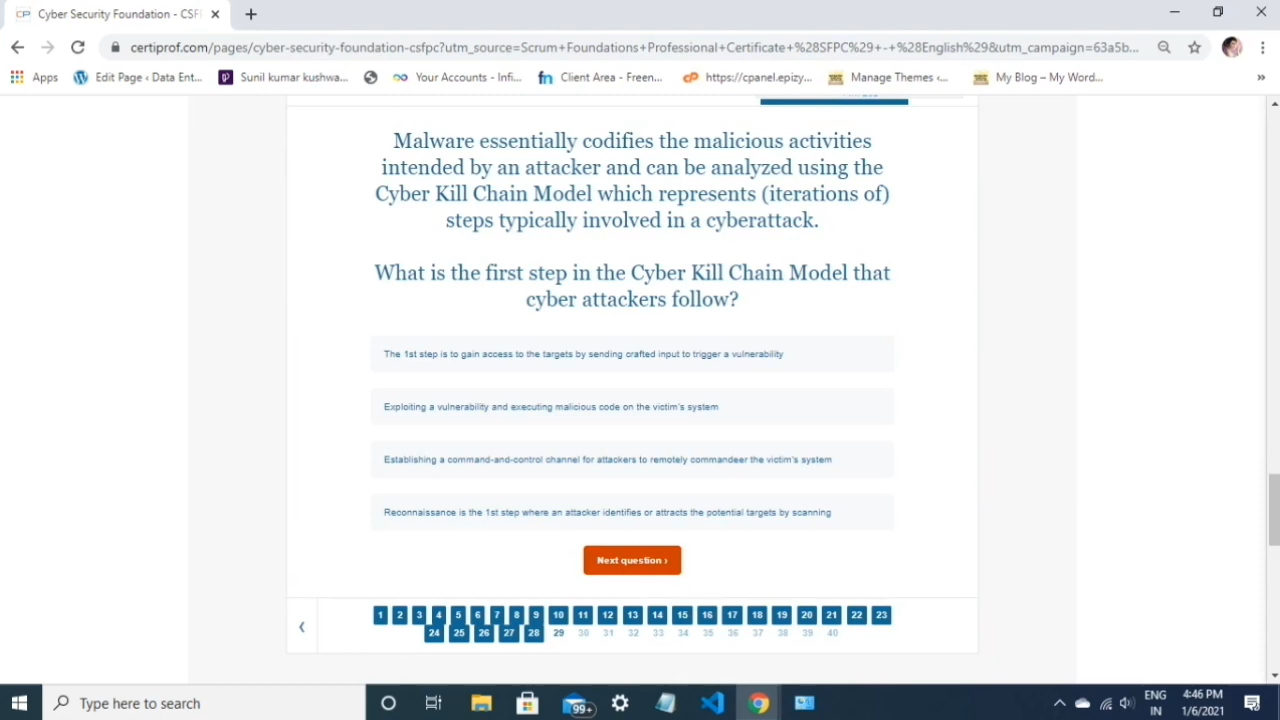 Cyber Security Foundation - CSF
certiprof.com/pages/cyber-security-foundation-csfpc?utm_source=Scrum+Foundations+Professional+Certificate+%28SFPC%29+-+%28English%29&utm_campaign=63a5b...
Apps Edit Page ‹ Data Ent... Sunil kumar kushwa... Your Accounts - Infi... fn Client Area - Freen... cP https://cpanel.epizy... Manage Themes ‹... My Blog – My Word... »
Malware essentially codifies the malicious activities
intended by an attacker and can be analyzed using the
Cyber Kill Chain Model which represents (iterations of)
steps typically involved in a cyberattack.
What is the first step in the Cyber Kill Chain Model that
cyber attackers follow?
The 1st step is to gain access to the targets by sending crafted input to trigger a vulnerability
Exploiting a vulnerability and executing malicious code on the victim's system
Establishing a command-and-control channel for attackers to remotely commandeer the victim's system
Reconnaissance is the 1st step where an attacker identifies or attracts the potential targets by scanning
Next question ›
1 2 3 4 5 6 7 8 9 10 11 12 13 14 15 16 17 18 19 20 21 22 23
24 25 26 27 28 29 30 31 32 33 34 35 36 37 38 39 40
Type here to search 99+ ENG IN 4:46 PM 1/6/2021